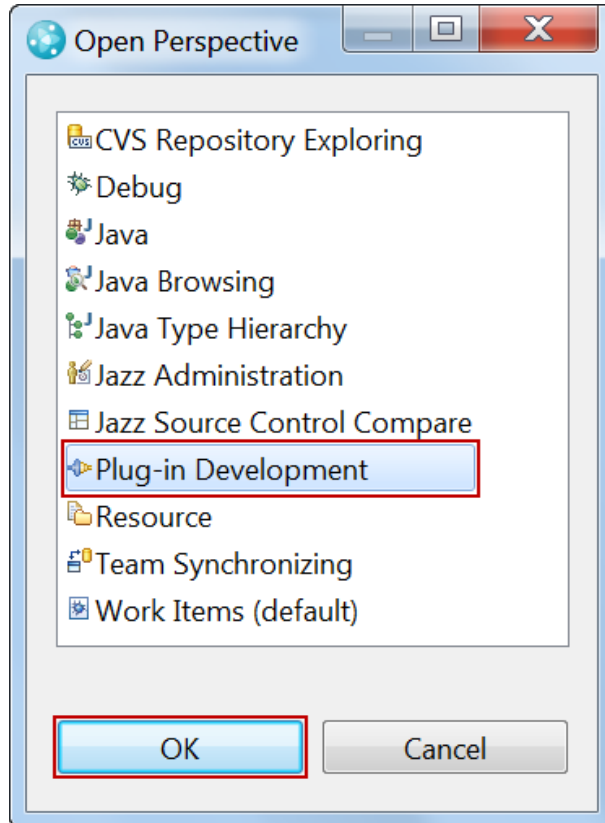 Open Perspective
CVS Repository Exploring
Debug
Java
Java Browsing
Java Type Hierarchy
Jazz Administration
Jazz Source Control Compare
Plug-in Development
Resource
Team Synchronizing
Work Items (default)
OK
Cancel